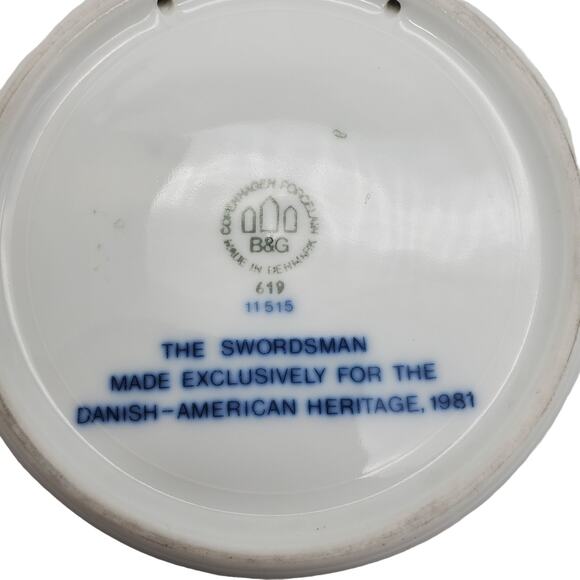 COPENHAGEN PORCELAIN
B&G
MADE IN DENMARK
619
11515
THE SWORDSMAN
MADE EXCLUSIVELY FOR THE
DANISH-AMERICAN HERITAGE, 1981